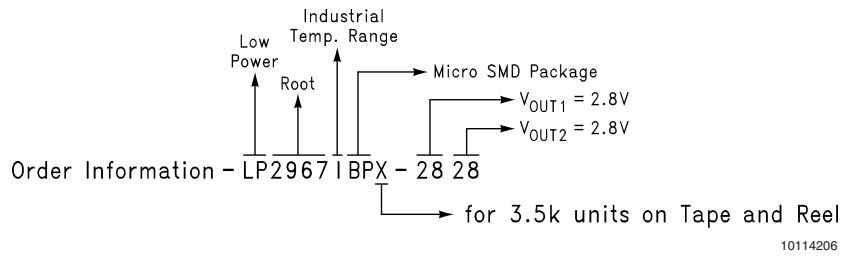 Industrial
Temp. Range
Low
Power
Root
Micro SMD Package
VOUT1 = 2.8V
VOUT2 = 2.8V
Order Information - LP2967IBPX - 28 28
for 3.5k units on Tape and Reel
10114206